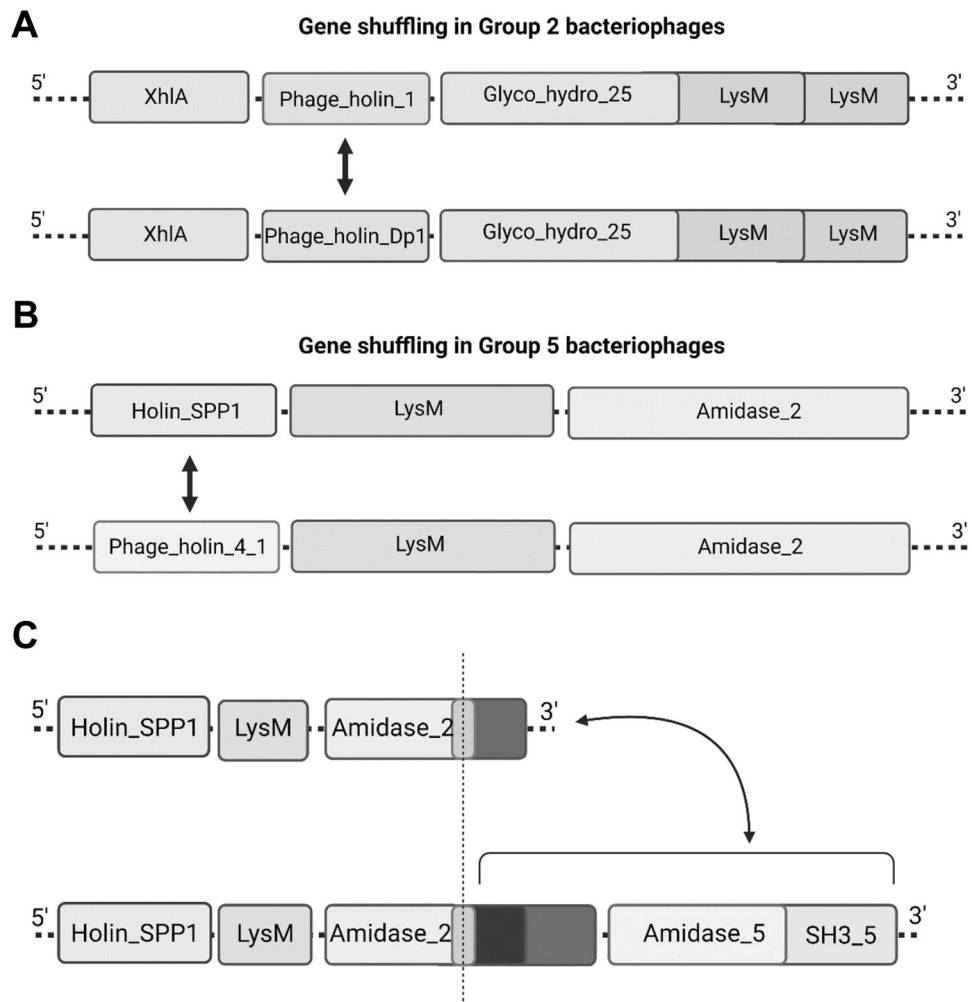 A
Gene shuffling in Group 2 bacteriophages
5' XhlA Phage_holin_1 Glyco_hydro_25 LysM LysM 3'
5' XhlA Phage_holin_Dp1 Glyco_hydro_25 LysM LysM 3'
B
Gene shuffling in Group 5 bacteriophages
5' Holin_SPP1 LysM Amidase_2 3'
5' Phage_holin_4_1 LysM Amidase_2 3'
C
5' Holin_SPP1 LysM Amidase_2 3'
5' Holin_SPP1 LysM Amidase_2 Amidase_5 SH3_5 3'